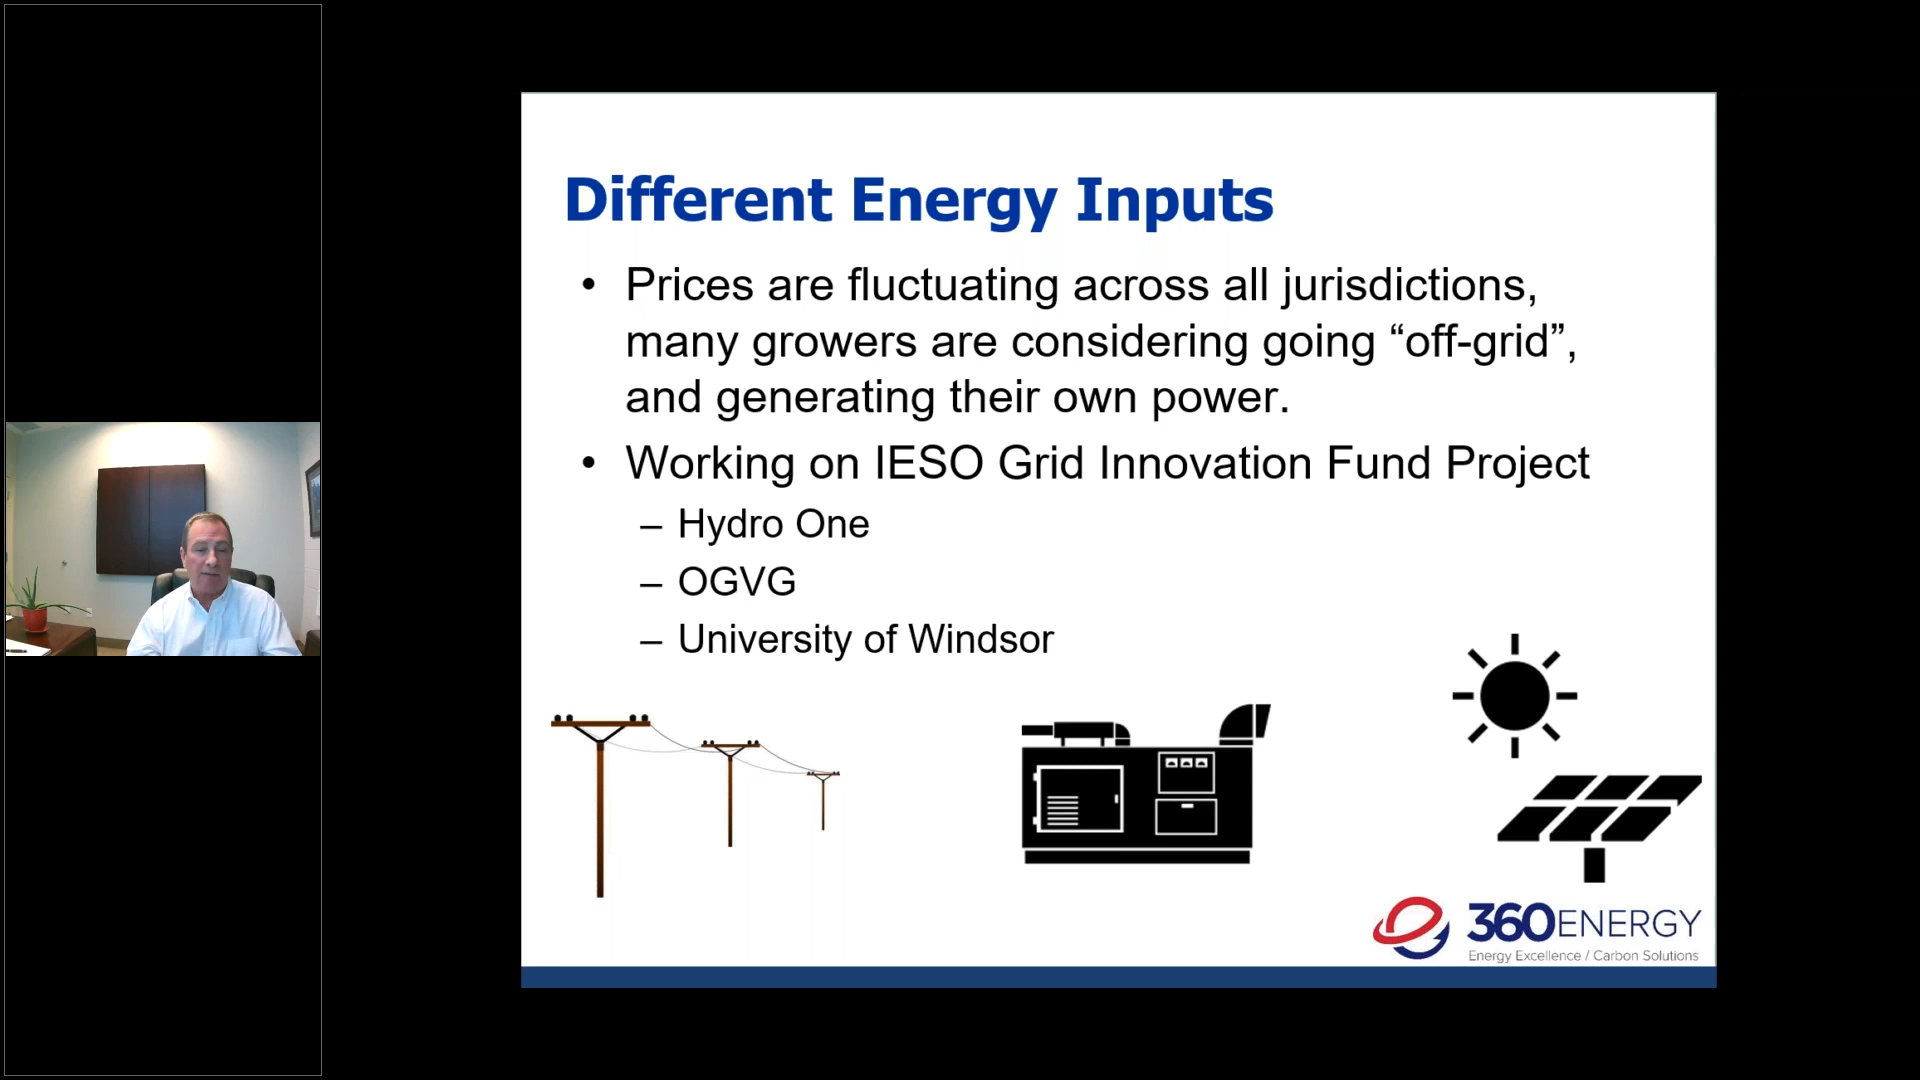 Different Energy Inputs
• Prices are fluctuating across all jurisdictions,
many growers are considering going “off-grid”,
and generating their own power.
• Working on IESO Grid Innovation Fund Project
– Hydro One
– OGVG
– University of Windsor
360ENERGY
Energy Excellence / Carbon Solutions